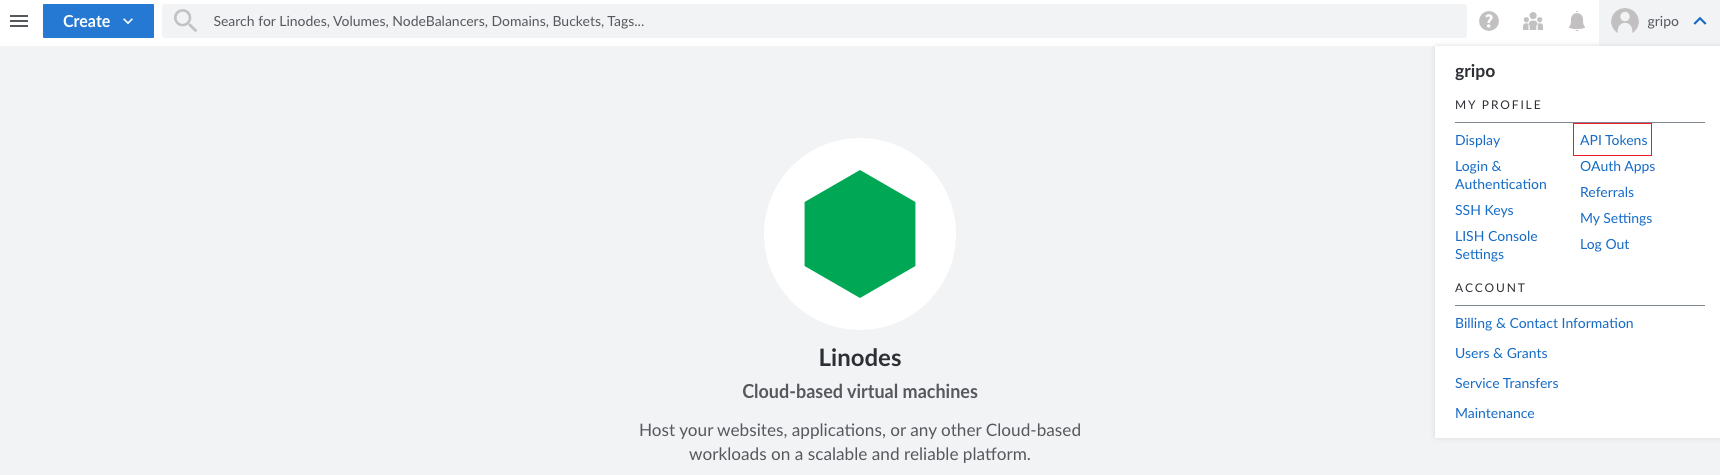 Create
Search for Linodes, Volumes, NodeBalancers, Domains, Buckets, Tags...
gripo
gripo
MY PROFILE
Display
Login &
Authentication
SSH Keys
LISH Console
Settings
API Tokens
OAuth Apps
Referrals
My Settings
Log Out
ACCOUNT
Billing & Contact Information
Users & Grants
Service Transfers
Maintenance
Linodes
Cloud-based virtual machines
Host your websites, applications, or any other Cloud-based
workloads on a scalable and reliable platform.